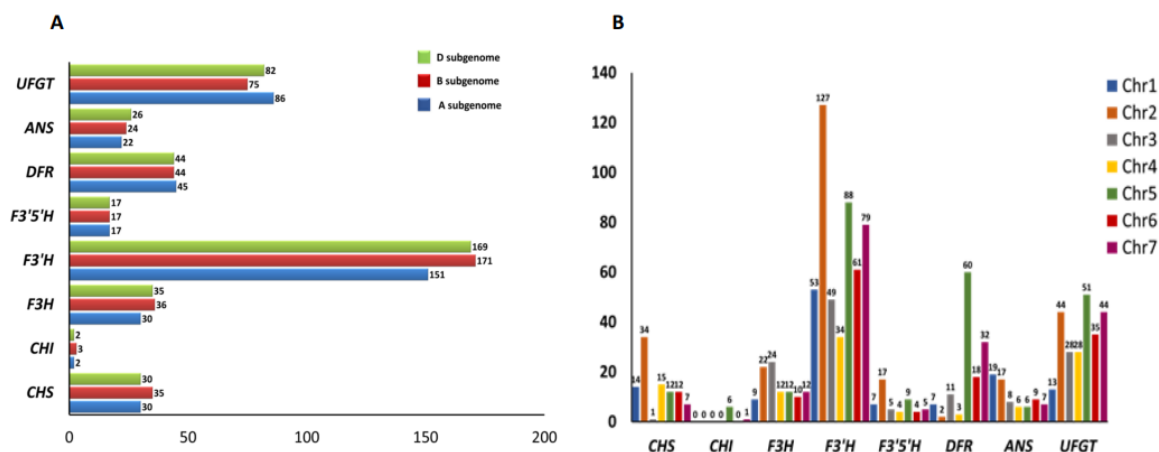 A
D subgenome
B subgenome
A subgenome
UFGT
82
75
86
ANS
26
24
22
DFR
44
44
45
F3'5'H
17
17
17
F3'H
169
171
151
F3H
35
36
30
CHI
2
3
2
CHS
30
35
30
0 50 100 150 200
B
140
120
100
80
60
40
20
0
14 34 1 15 12 12 7
0 0 0 0 6 0 1
9 22 24 12 12 10 12
53 127 49 34 88 61 79
7 17 5 4 9 4 5
7 2 11 3 60 18 32
19 17 8 6 6 9 7
13 44 28 28 51 35 44
CHS CHI F3H F3'H F3'5'H DFR ANS UFGT
Chr1
Chr2
Chr3
Chr4
Chr5
Chr6
Chr7